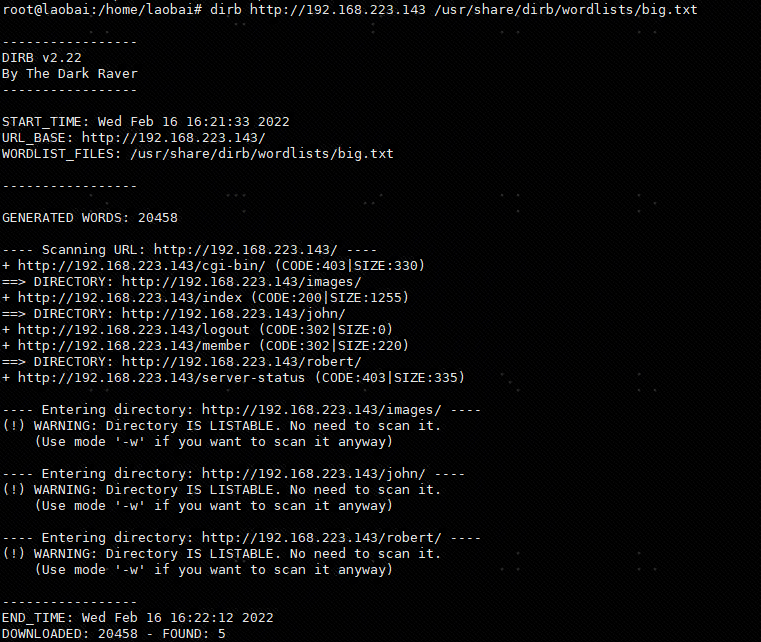 root@laobai:/home/laobai# dirb http://192.168.223.143 /usr/share/dirb/wordlists/big.txt
-----------------
DIRB v2.22
By The Dark Raver
-----------------
START_TIME: Wed Feb 16 16:21:33 2022
URL_BASE: http://192.168.223.143/
WORDLIST_FILES: /usr/share/dirb/wordlists/big.txt
-----------------
GENERATED WORDS: 20458
---- Scanning URL: http://192.168.223.143/ ----
+ http://192.168.223.143/cgi-bin/ (CODE:403|SIZE:330)
==> DIRECTORY: http://192.168.223.143/images/
+ http://192.168.223.143/index (CODE:200|SIZE:1255)
==> DIRECTORY: http://192.168.223.143/john/
+ http://192.168.223.143/logout (CODE:302|SIZE:0)
+ http://192.168.223.143/member (CODE:302|SIZE:220)
==> DIRECTORY: http://192.168.223.143/robert/
+ http://192.168.223.143/server-status (CODE:403|SIZE:335)
---- Entering directory: http://192.168.223.143/images/ ----
(!) WARNING: Directory IS LISTABLE. No need to scan it.
(Use mode '-w' if you want to scan it anyway)
---- Entering directory: http://192.168.223.143/john/ ----
(!) WARNING: Directory IS LISTABLE. No need to scan it.
(Use mode '-w' if you want to scan it anyway)
---- Entering directory: http://192.168.223.143/robert/ ----
(!) WARNING: Directory IS LISTABLE. No need to scan it.
(Use mode '-w' if you want to scan it anyway)
-----------------
END_TIME: Wed Feb 16 16:22:12 2022
DOWNLOADED: 20458 - FOUND: 5